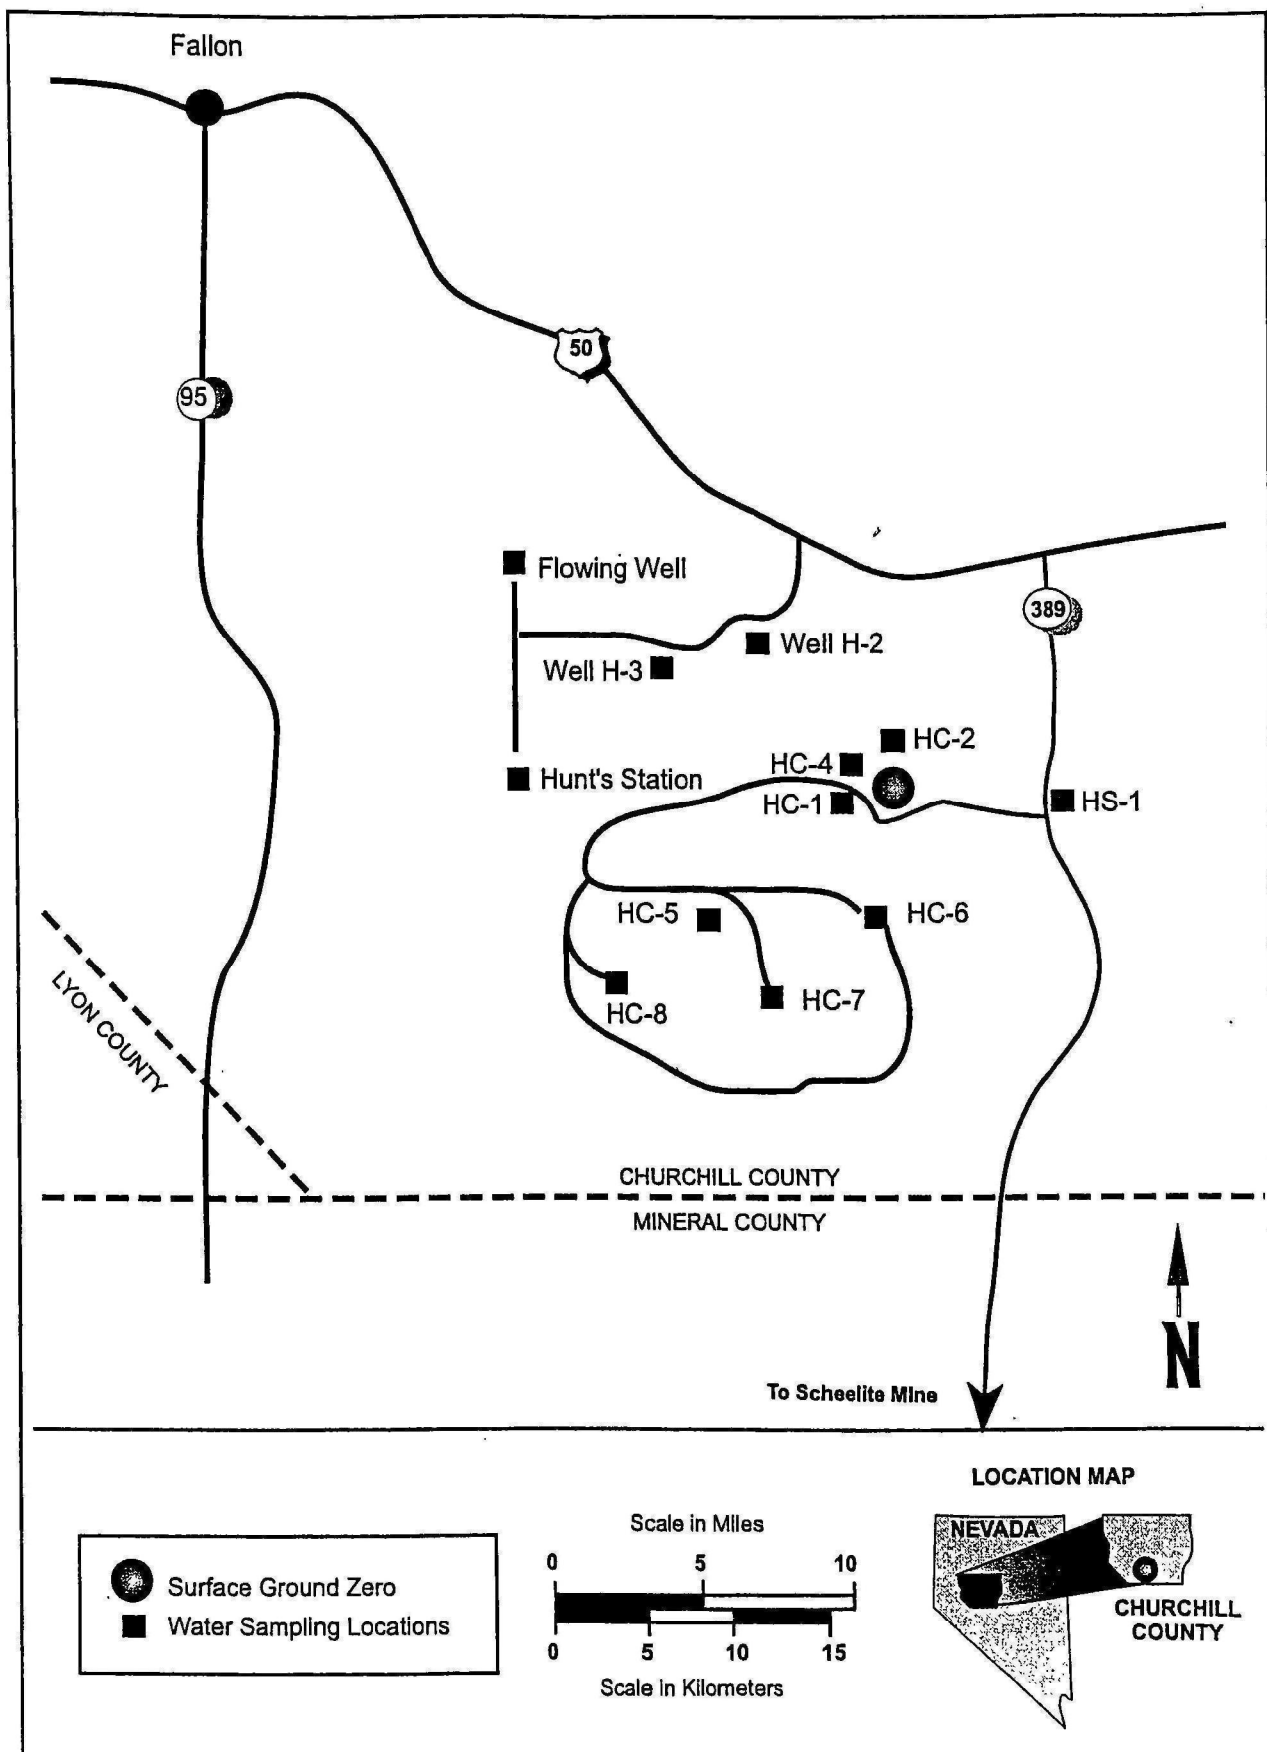 Fallon
50
95
Flowing Well
389
Well H-2
Well H-3
HC-2
HC-4
Hunt's Station
HC-1
HS-1
HC-5
HC-6
LYON COUNTY
HC-8
HC-7
CHURCHILL COUNTY
MINERAL COUNTY
N
To Scheelite Mine
LOCATION MAP
Scale in Miles
NEVADA
0 5 10
Surface Ground Zero
Water Sampling Locations
CHURCHILL
COUNTY
0 5 10 15
Scale in Kilometers